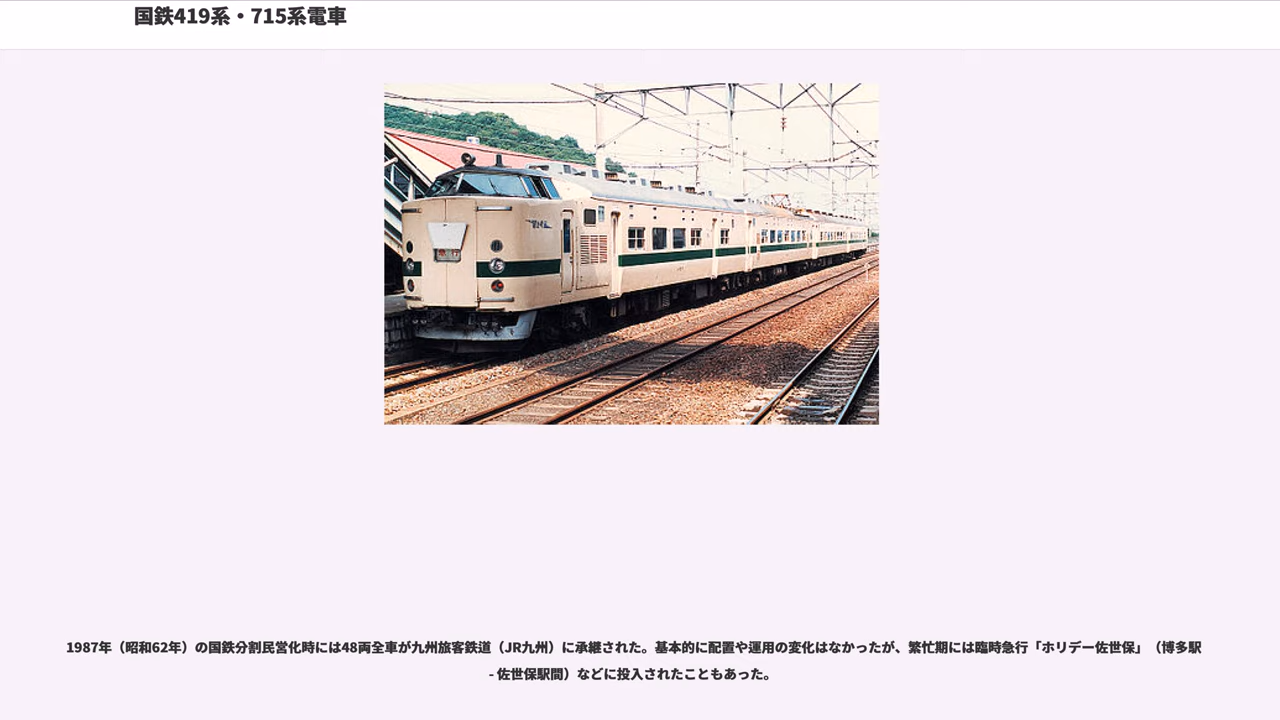 国鉄419系・715系電車
1987年（昭和62年）の国鉄分割民営化時には48両全車が九州旅客鉄道（JR九州）に承継された。基本的に配置や運用の変化はなかったが、繁忙期には臨時急行「ホリデー佐世保」（博多駅
- 佐世保駅間）などに投入されたこともあった。